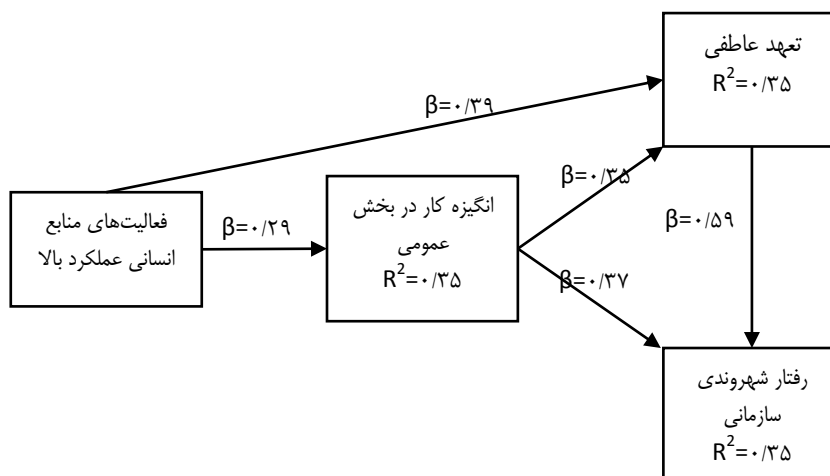 تعهد عاطفی
R²=۰/۳۵
β=۰/۳۹
فعالیت‌های منابع
انسانی عملکرد بالا
β=۰/۲۹
انگیزه کار در بخش
عمومی
R²=۰/۳۵
β=۰/۳۵
β=۰/۳۷
β=۰/۵۹
رفتار شهروندی
سازمانی
R²=۰/۳۵